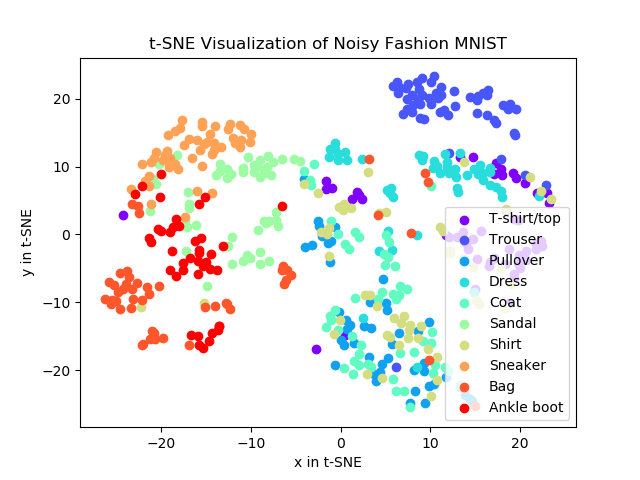 t-SNE Visualization of Noisy Fashion MNIST
20
10
0
−10
−20
y in t-SNE
T-shirt/top
Trouser
Pullover
Dress
Coat
Sandal
Shirt
Sneaker
Bag
Ankle boot
−20 −10 0 10 20
x in t-SNE